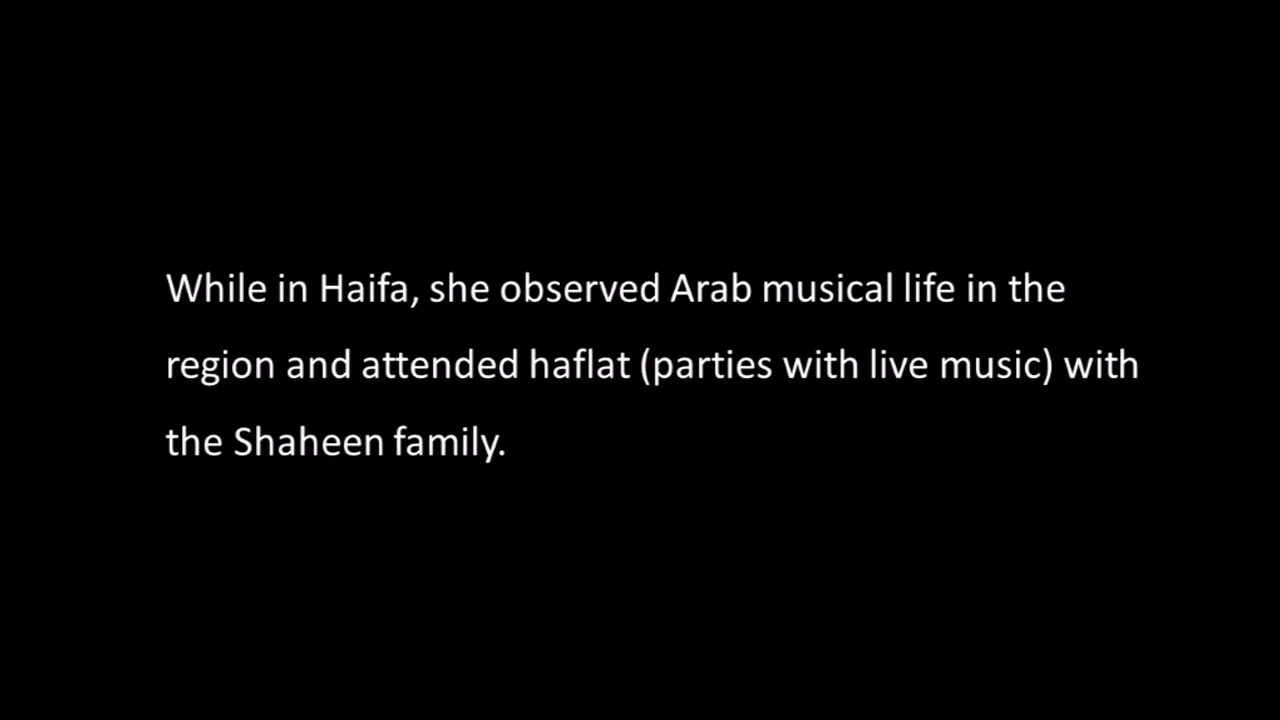 While in Haifa, she observed Arab musical life in the
region and attended haflat (parties with live music) with
the Shaheen family.